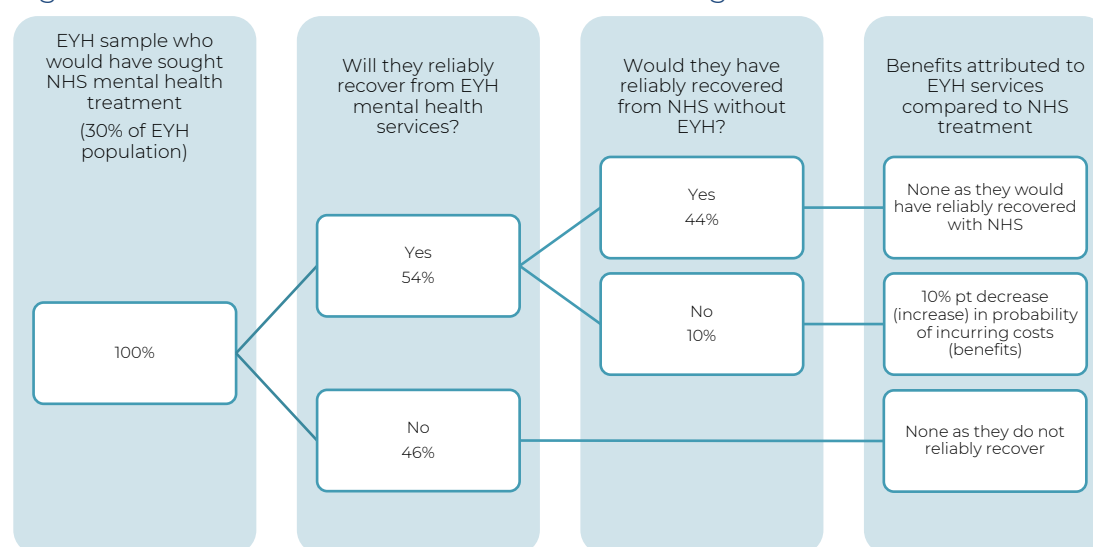 EYH sample who
would have sought
NHS mental health
treatment
(30% of EYH
population)
100%
Will they reliably
recover from EYH
mental health
services?
Yes
54%
No
46%
Would they have
reliably recovered
from NHS without
EYH?
Yes
44%
No
10%
Benefits attributed to
EYH services
compared to NHS
treatment
None as they would
have reliably recovered
with NHS
10% pt decrease
(increase) in probability
of incurring costs
(benefits)
None as they do not
reliably recover